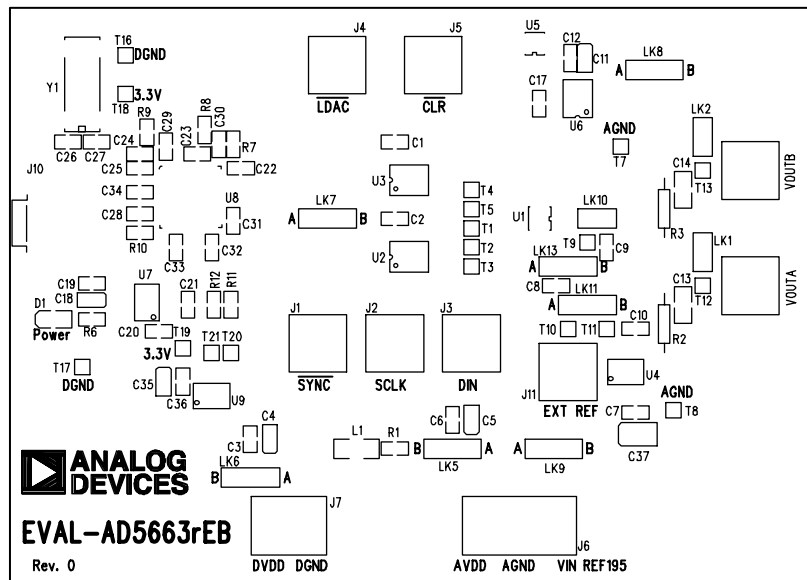 T16
DGND
Y1
3.3V
T18
J4
LDAC
J5
CLR
U5
C12
C11
A LK8 B
C17
U6
AGND
T7
LK2
C14
T13
VOUTB
R3
R9
C29
R8
C30
R7
C24
C23
C26
C27
C25
C22
J10
C34
C28
U8
C31
R10
C33
C32
C1
U3
A LK7 B
C2
U2
T4
T5
T1
T2
T3
U1
LK10
T9
C9
LK13
A B
C8
LK11
A B
LK1
C13
T12
VOUTA
R2
C19
C18
D1
R6
Power
U7
C21
R12
R11
C20
T19
3.3V
T21
T20
T17
DGND
C35
C36
U9
J1
SYNC
J2
SCLK
J3
DIN
T10
T11
C10
J11
EXT REF
U4
AGND
C7
T8
C37
C3
C4
LK6
B A
L1
R1
C6
C5
B A
LK5
A B
LK9
ANALOG
DEVICES
EVAL-AD5663rEB
Rev. 0
J7
DVDD DGND
J6
AVDD AGND VIN REF195